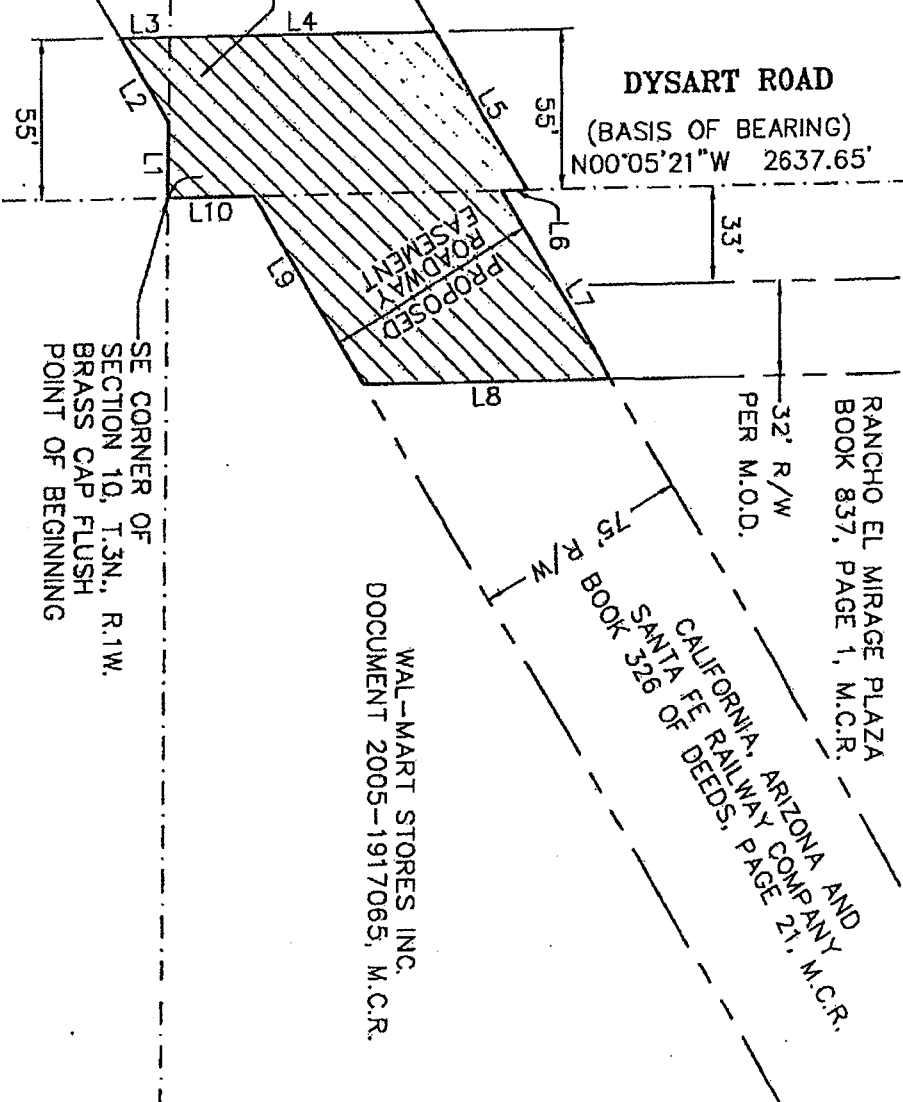 L3
L4
L2
55'
L1
L10
L5
55'
DYSART ROAD
(BASIS OF BEARING)
N00°05'21"W 2637.65'
L6
33'
L9
PROPOSED
ROADWAY
EASEMENT
L7
L8
32' R/W
PER M.O.D.
RANCHO EL MIRAGE PLAZA
BOOK 837, PAGE 1, M.C.R.
75' R/W
CALIFORNIA, ARIZONA AND
SANTA FE RAILWAY COMPANY
BOOK 326 OF DEEDS, PAGE 21, M.C.R.
SE CORNER OF
SECTION 10, T.3N., R.1W.
BRASS CAP FLUSH
POINT OF BEGINNING
WAL-MART STORES INC.
DOCUMENT 2005-1917065, M.C.R.